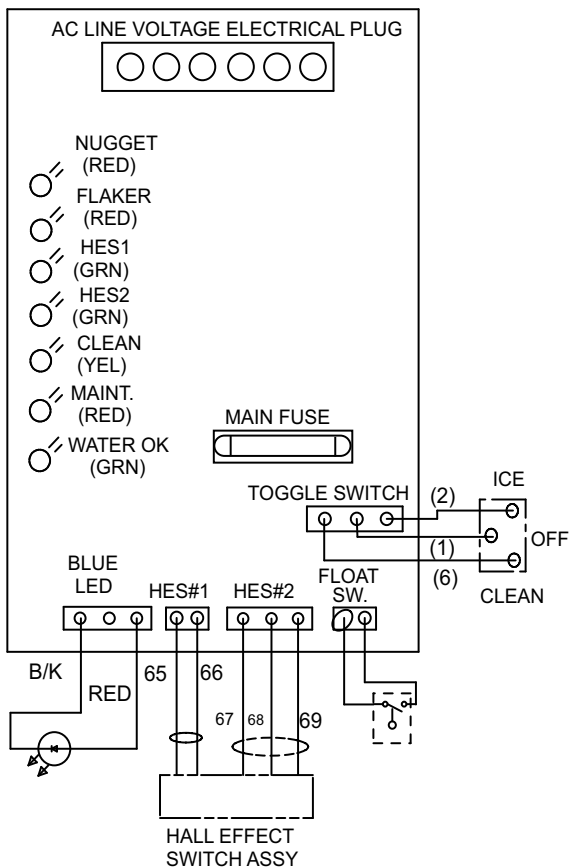 AC LINE VOLTAGE ELECTRICAL PLUG
NUGGET
(RED)
FLAKER
(RED)
HES1
(GRN)
HES2
(GRN)
CLEAN
(YEL)
MAINT.
(RED)
WATER OK
(GRN)
MAIN FUSE
TOGGLE SWITCH
(2)
(1)
(6)
ICE
OFF
CLEAN
BLUE
LED
HES#1
HES#2
FLOAT
SW.
B/K
RED
65
66
67
68
69
HALL EFFECT
SWITCH ASSY